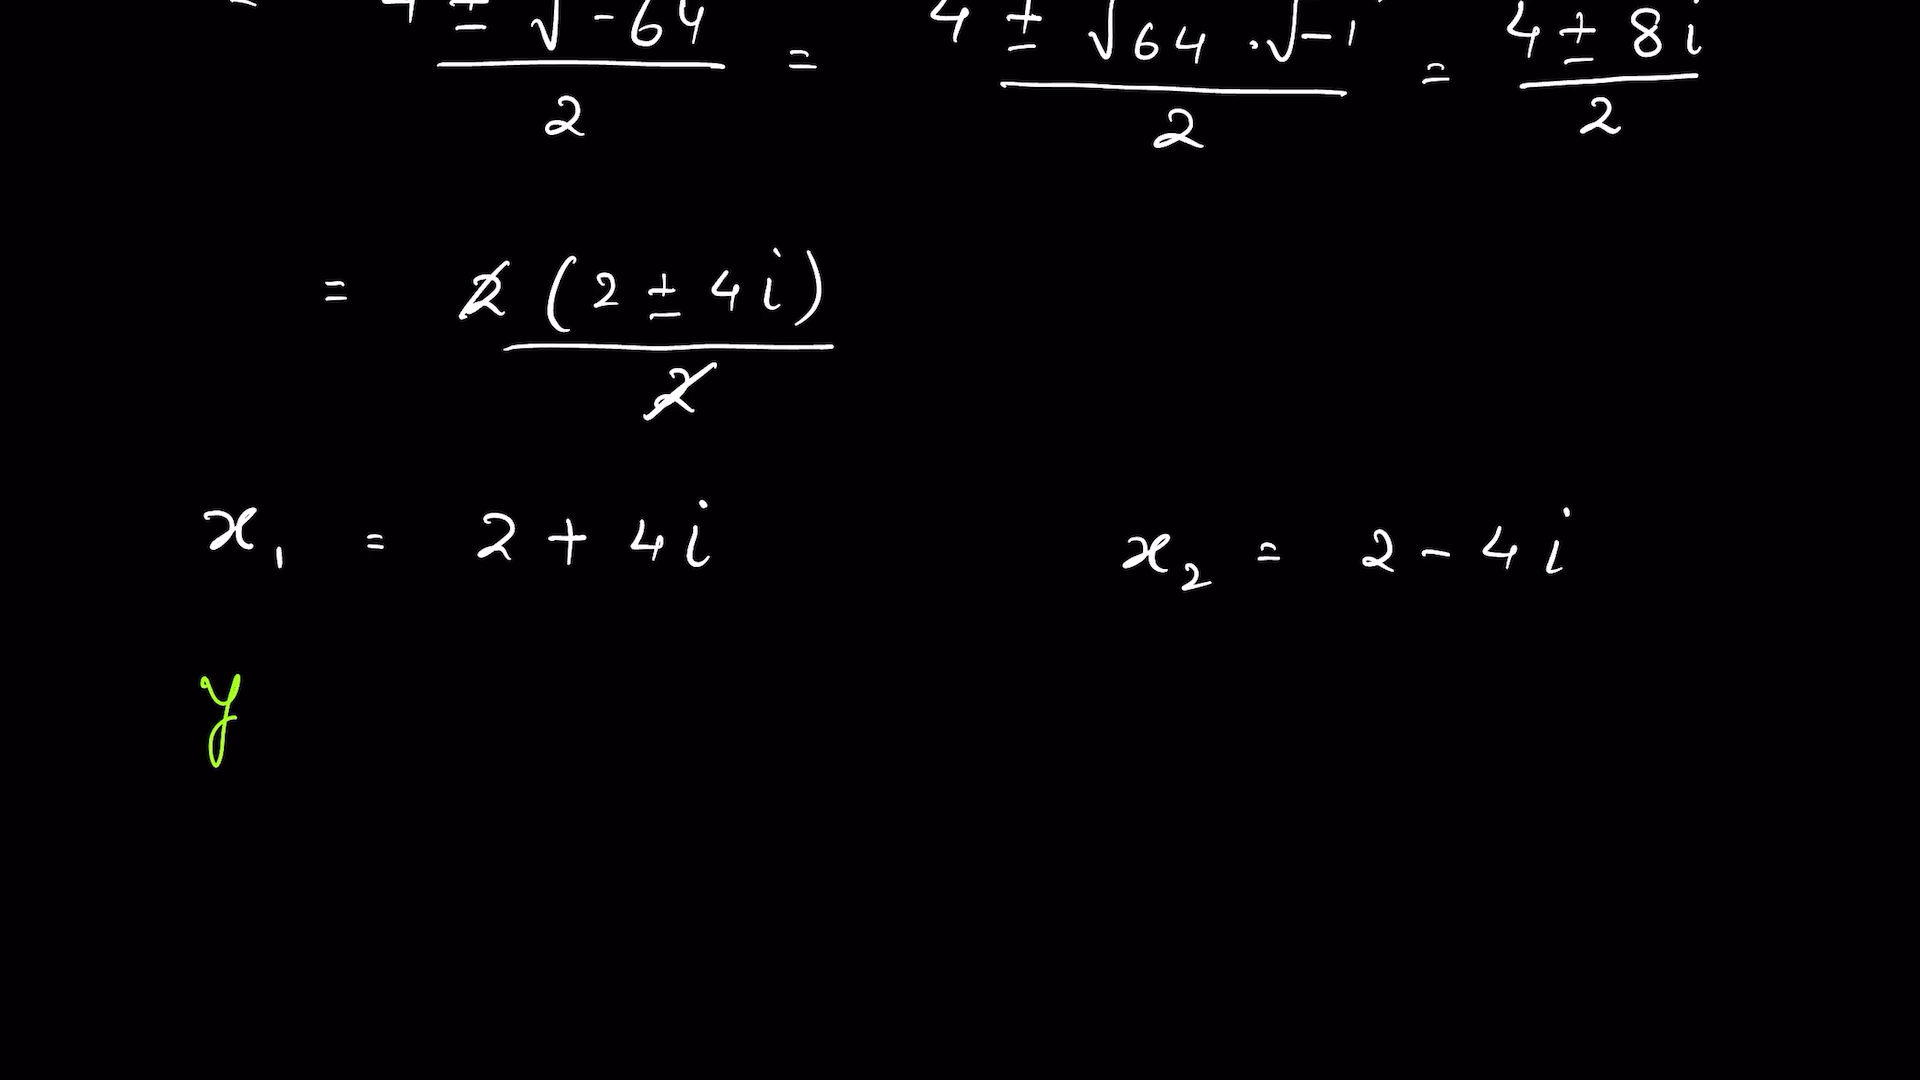 = 4 ± √-64 / 2 = 4 ± √64 · √-1 / 2 = 4 ± 8i / 2
= 2 (2 ± 4i) / 2
x₁ = 2 + 4i x₂ = 2 - 4i
y